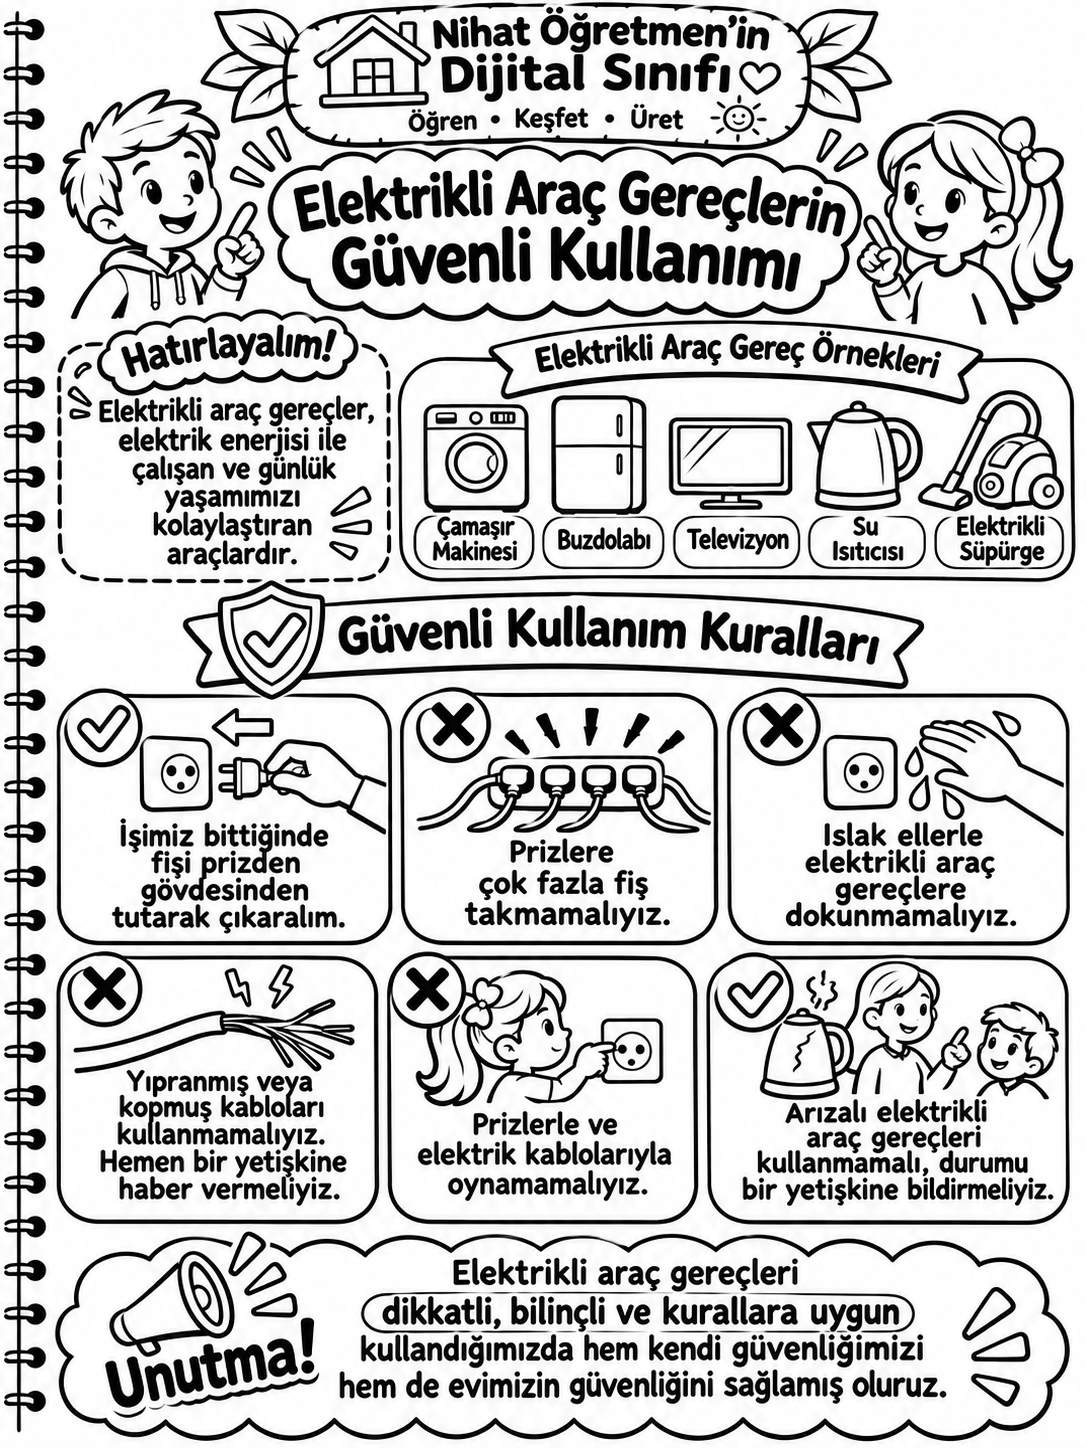 Nihat Öğretmen'in
Dijital Sınıfı
Öğren • Keşfet • Üret
Elektrikli Araç Gereçlerin
Güvenli Kullanımı
Hatırlayalım!
Elektrikli araç gereçler,
elektrik enerjisi ile
çalışan ve günlük
yaşamımızı
kolaylaştıran
araçlardır.
Elektrikli Araç Gereç Örnekleri
Çamaşır
Makinesi
Buzdolabı
Televizyon
Su
Isıtıcısı
Elektrikli
Süpürge
Güvenli Kullanım Kuralları
İşimiz bittiğinde
fişi prizden
gövdesinden
tutarak çıkaralım.
Prizlere
çok fazla fiş
takmamalıyız.
Islak ellerle
elektrikli araç
gereçlere
dokunmamalıyız.
Yıpranmış veya
kopmuş kabloları
kullanmamalıyız.
Hemen bir yetişkine
haber vermeliyiz.
Prizlerle ve
elektrik kablolarıyla
oynamamalıyız.
Arızalı elektrikli
araç gereçleri
kullanmamalı, durumu
bir yetişkine bildirmeliyiz.
Unutma!
Elektrikli araç gereçleri
dikkatli, bilinçli ve kurallara uygun
kullandığımızda hem kendi güvenliğimizi
hem de evimizin güvenliğini sağlamış oluruz.